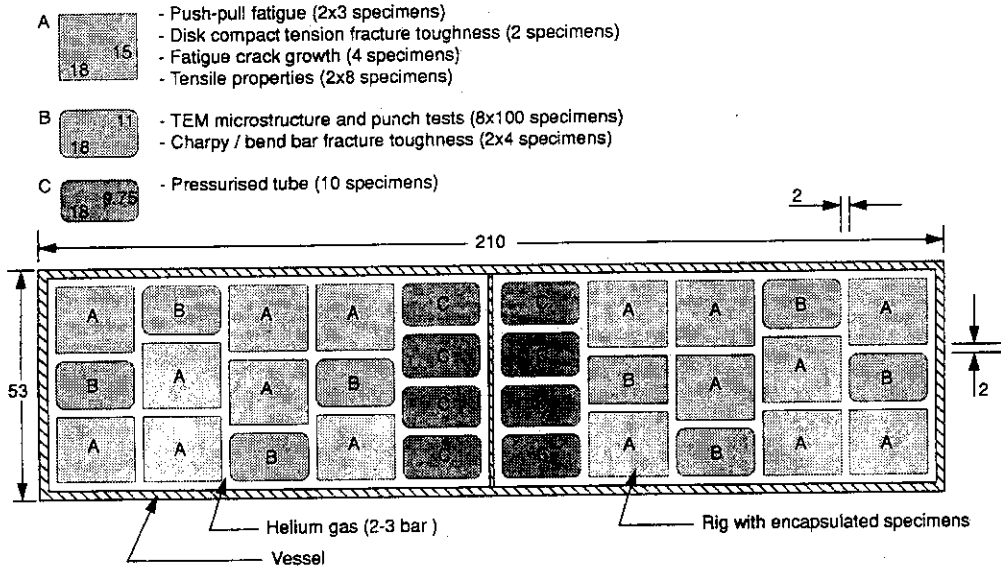 A
15
18
- Push-pull fatigue (2x3 specimens)
- Disk compact tension fracture toughness (2 specimens)
- Fatigue crack growth (4 specimens)
- Tensile properties (2x8 specimens)
B
11
18
- TEM microstructure and punch tests (8x100 specimens)
- Charpy / bend bar fracture toughness (2x4 specimens)
C
9.75
18
- Pressurised tube (10 specimens)
2
210
A B A A C C A A B A
53
B A A B C C B A A B
2
C C
A A B A C C A B A A
Helium gas (2-3 bar )
Rig with encapsulated specimens
Vessel